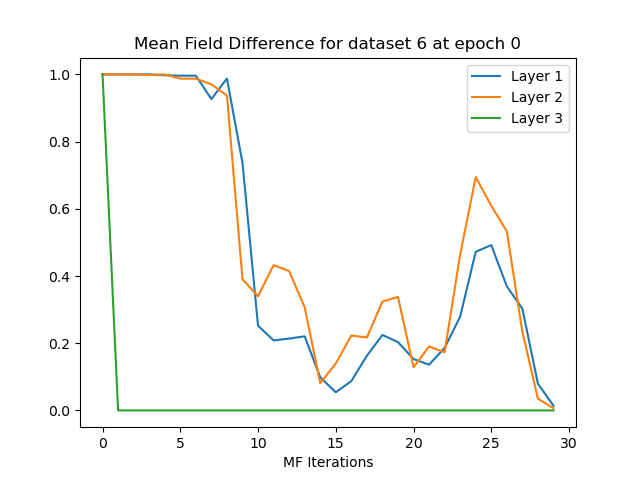 Mean Field Difference for dataset 6 at epoch 0
Layer 1
Layer 2
Layer 3
1.0
0.8
0.6
0.4
0.2
0.0
0 5 10 15 20 25 30
MF Iterations